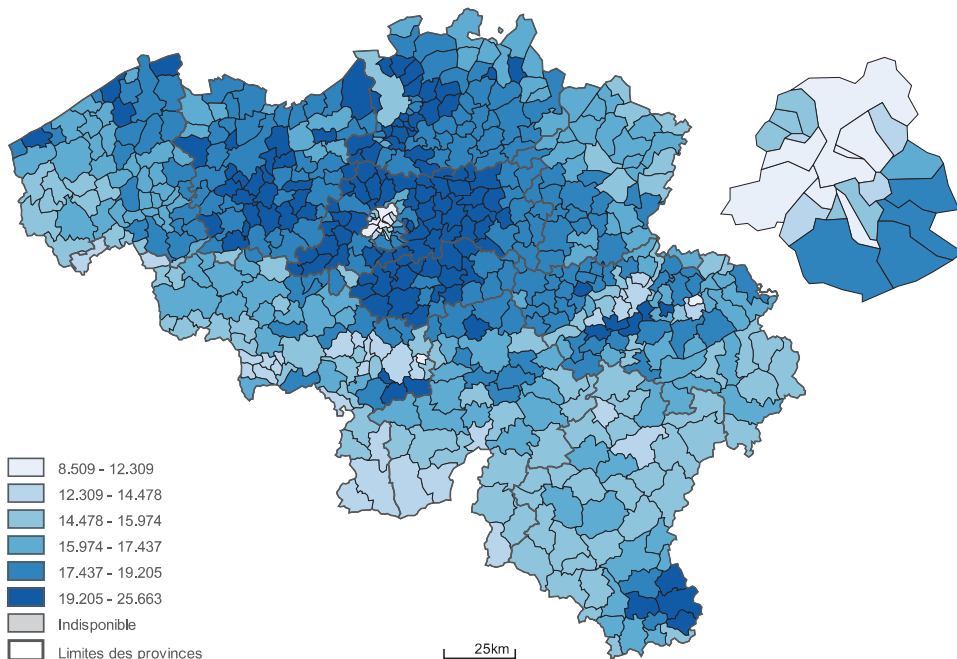 8.509 - 12.309
12.309 - 14.478
14.478 - 15.974
15.974 - 17.437
17.437 - 19.205
19.205 - 25.663
Indisponible
Limites des provinces
25km